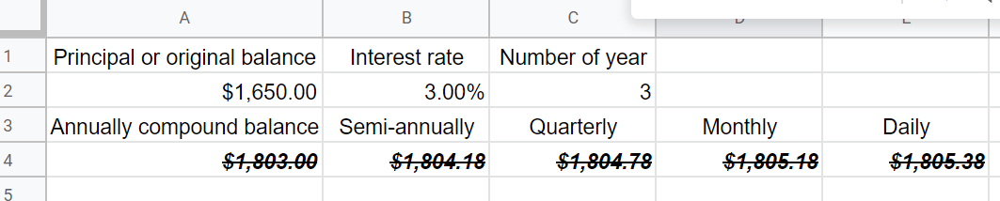 A B C
1 Principal or original balance Interest rate Number of year
2 $1,650.00 3.00% 3
3 Annually compound balance Semi-annually Quarterly Monthly Daily
4 $1,803.00 $1,804.18 $1,804.78 $1,805.18 $1,805.38
5